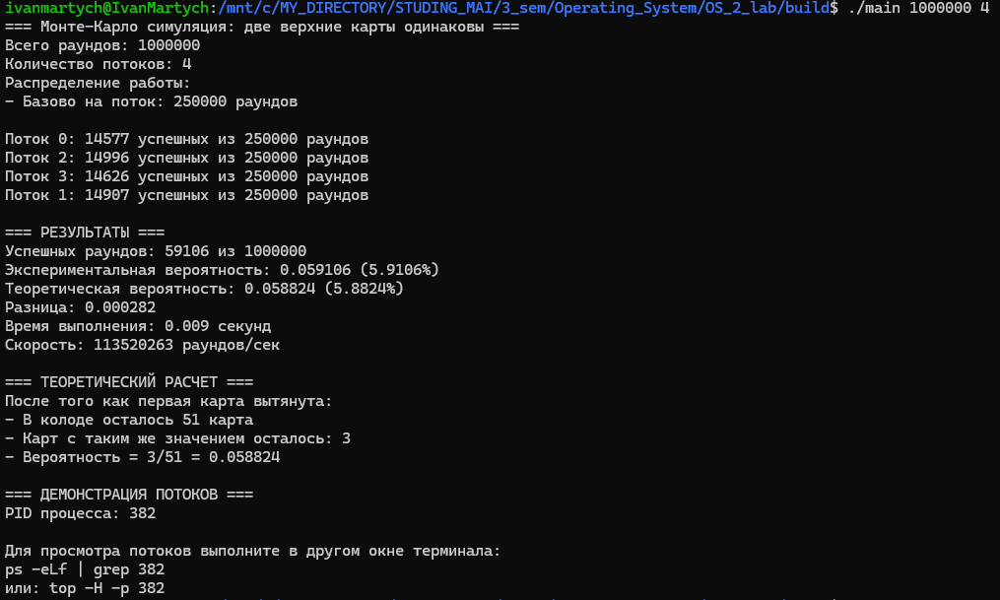 ivanmartych@IvanMartych:/mnt/c/MY_DIRECTORY/STUDING_MAI/3_sem/Operating_System/OS_2_lab/build$ ./main 1000000 4
=== Монте-Карло симуляция: две верхние карты одинаковы ===
Всего раундов: 1000000
Количество потоков: 4
Распределение работы:
- Базово на поток: 250000 раундов
Поток 0: 14577 успешных из 250000 раундов
Поток 2: 14996 успешных из 250000 раундов
Поток 3: 14626 успешных из 250000 раундов
Поток 1: 14907 успешных из 250000 раундов
=== РЕЗУЛЬТАТЫ ===
Успешных раундов: 59106 из 1000000
Экспериментальная вероятность: 0.059106 (5.9106%)
Теоретическая вероятность: 0.058824 (5.8824%)
Разница: 0.000282
Время выполнения: 0.009 секунд
Скорость: 113520263 раундов/сек
=== ТЕОРЕТИЧЕСКИЙ РАСЧЕТ ===
После того как первая карта вытянута:
- В колоде осталось 51 карта
- Карт с таким же значением осталось: 3
- Вероятность = 3/51 = 0.058824
=== ДЕМОНСТРАЦИЯ ПОТОКОВ ===
PID процесса: 382
Для просмотра потоков выполните в другом окне терминала:
ps -eLf | grep 382
или: top -H -p 382